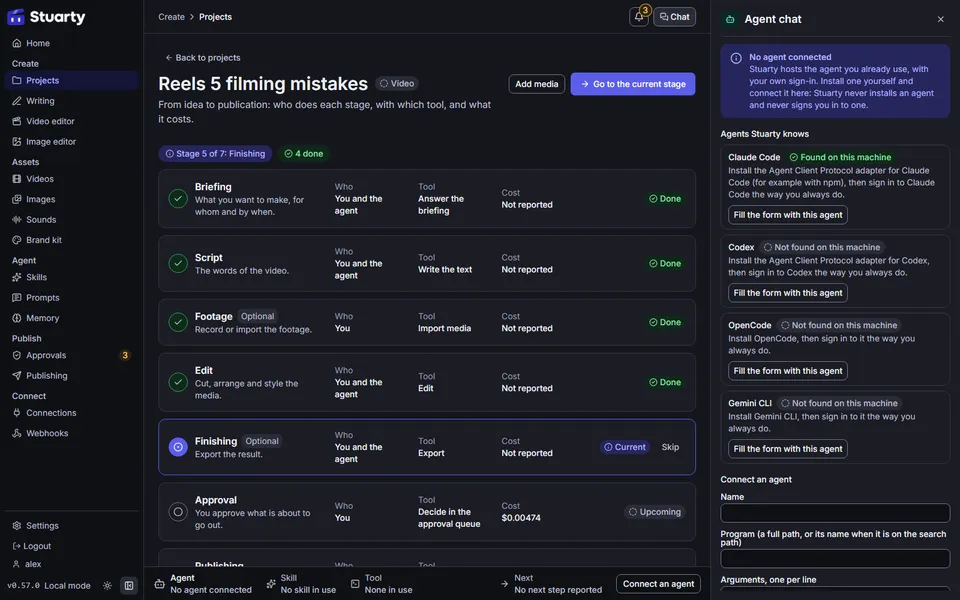 Stuarty
Home
Create
Projects
Writing
Video editor
Image editor
Assets
Videos
Images
Sounds
Brand kit
Agent
Skills
Prompts
Memory
Publish
Approvals 3
Publishing
Connect
Connections
Webhooks
Settings
Logout
alex
v0.57.0 Local mode
Create > Projects
3
Chat
← Back to projects
Reels 5 filming mistakes
Video
Add media
→ Go to the current stage
From idea to publication: who does each stage, with which tool, and what
it costs.
Stage 5 of 7: Finishing
4 done
Briefing
What you want to make, for
whom and by when.
Who
You and the
agent
Tool
Answer the
briefing
Cost
Not reported
Done
Script
The words of the video.
Who
You and the
agent
Tool
Write the text
Cost
Not reported
Done
Footage Optional
Record or import the footage.
Who
You
Tool
Import media
Cost
Not reported
Done
Edit
Cut, arrange and style the
media.
Who
You and the
agent
Tool
Edit
Cost
Not reported
Done
Finishing Optional
Export the result.
Who
You and the
agent
Tool
Export
Cost
Not reported
Current
Skip
Approval
You approve what is about to
go out.
Who
You
Tool
Decide in the
approval queue
Cost
$0.00474
Upcoming
Publishing
Who
Tool
Agent
No agent connected
Skill
No skill in use
Tool
None in use
→ Next
No next step reported
Connect an agent
Agent chat
No agent connected
Stuarty hosts the agent you already use, with
your own sign-in. Install one yourself and
connect it here: Stuarty never installs an agent
and never signs you in to one.
Agents Stuarty knows
Claude Code Found on this machine
Install the Agent Client Protocol adapter for Claude
Code (for example with npm), then sign in to Claude
Code the way you always do.
Fill the form with this agent
Codex Not found on this machine
Install the Agent Client Protocol adapter for Codex,
then sign in to Codex the way you always do.
Fill the form with this agent
OpenCode Not found on this machine
Install OpenCode, then sign in to it the way you
always do.
Fill the form with this agent
Gemini CLI Not found on this machine
Install Gemini CLI, then sign in to it the way you
always do.
Fill the form with this agent
Connect an agent
Name
Program (a full path, or its name when it is on the search
path)
Arguments, one per line